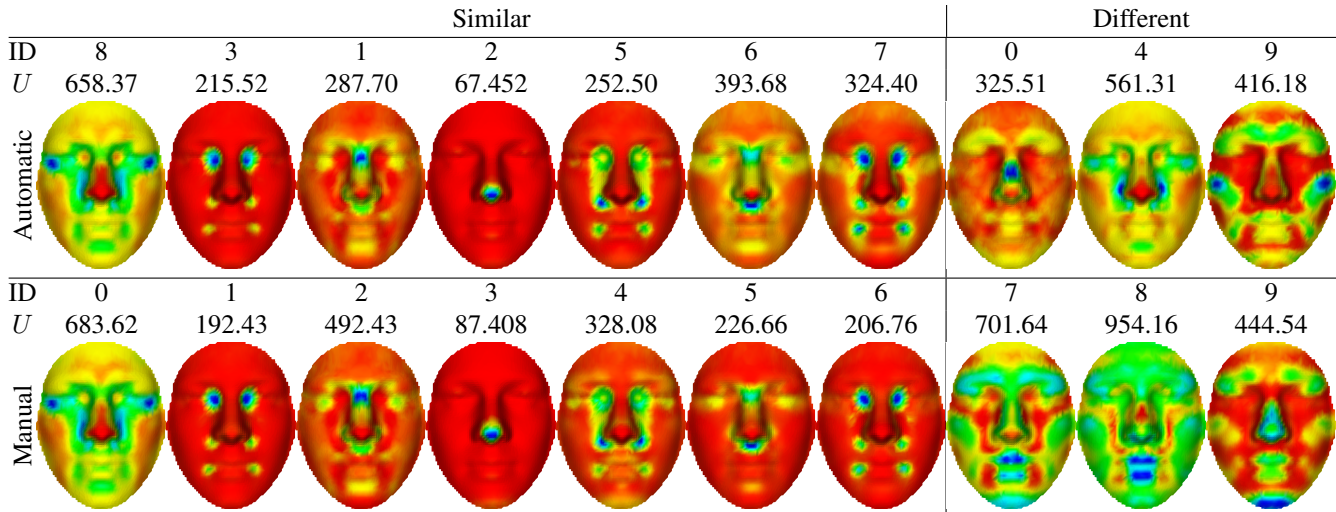 Similar Different
ID 8 3 1 2 5 6 7 0 4 9
U 658.37 215.52 287.70 67.452 252.50 393.68 324.40 325.51 561.31 416.18
Automatic
ID 0 1 2 3 4 5 6 7 8 9
U 683.62 192.43 492.43 87.408 328.08 226.66 206.76 701.64 954.16 444.54
Manual